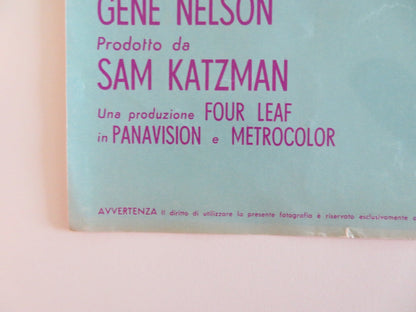 GENE NELSON
Prodotto da
SAM KATZMAN
Una produzione FOUR LEAF
in PANAVISION e METROCOLOR
AVVERTENZA Il diritto di utilizzare la presente fotografia è riservato esclusivamente